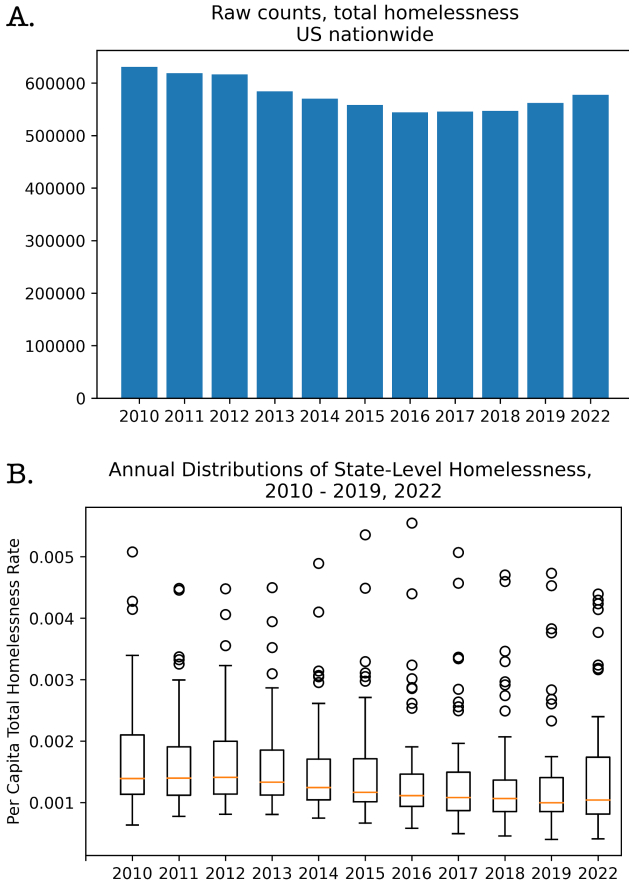 A.
Raw counts, total homelessness
US nationwide
600000
500000
400000
300000
200000
100000
0
2010 2011 2012 2013 2014 2015 2016 2017 2018 2019 2022
B.
Annual Distributions of State-Level Homelessness,
2010 - 2019, 2022
Per Capita Total Homelessness Rate
0.005
0.004
0.003
0.002
0.001
2010 2011 2012 2013 2014 2015 2016 2017 2018 2019 2022